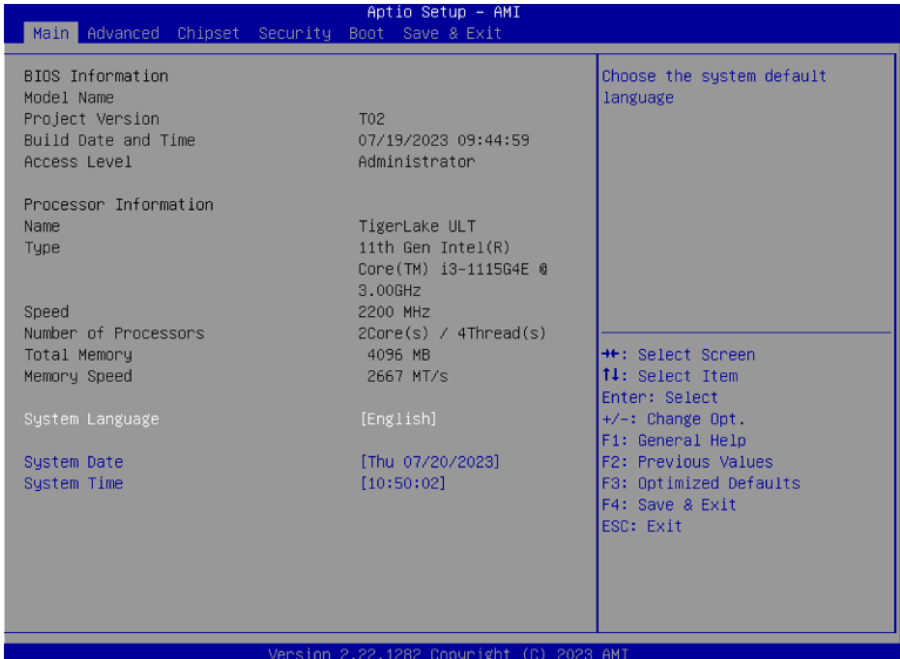 Aptio Setup - AMI
Main Advanced Chipset Security Boot Save & Exit
BIOS Information
Model Name
Project Version T02
Build Date and Time 07/19/2023 09:44:59
Access Level Administrator
Processor Information
Name TigerLake ULT
Type 11th Gen Intel(R)
Core(TM) i3-1115G4E @
3.00GHz
Speed 2200 MHz
Number of Processors 2Core(s) / 4Thread(s)
Total Memory 4096 MB
Memory Speed 2667 MT/s
System Language [English]
System Date [Thu 07/20/2023]
System Time [10:50:02]
Choose the system default
language
→←: Select Screen
↑↓: Select Item
Enter: Select
+/-: Change Opt.
F1: General Help
F2: Previous Values
F3: Optimized Defaults
F4: Save & Exit
ESC: Exit
Version 2.22.1282 Copyright (C) 2023 AMI